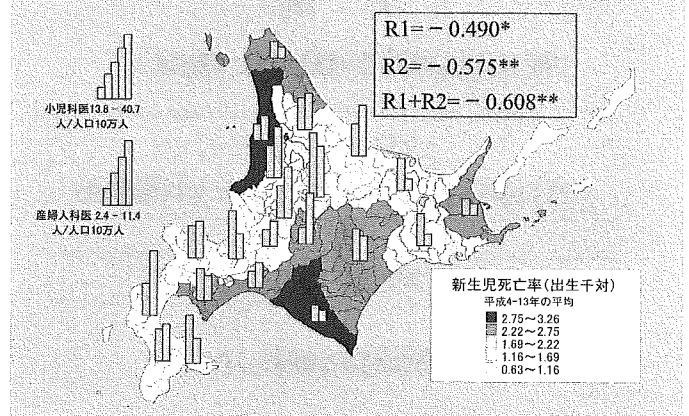 R1=－0.490*
R2=－0.575**
R1+R2=－0.608**
小児科医13.8－40.7
人/人口10万人
産婦人科医 2.4－11.4
人/人口10万人
新生児死亡率(出生千対)
平成4-13年の平均
2.75～3.26
2.22～2.75
1.69～2.22
1.16～1.69
0.63～1.16